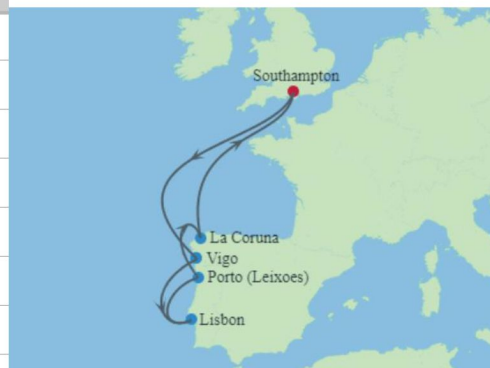 Southampton
La Coruna
Vigo
Porto (Leixoes)
Lisbon